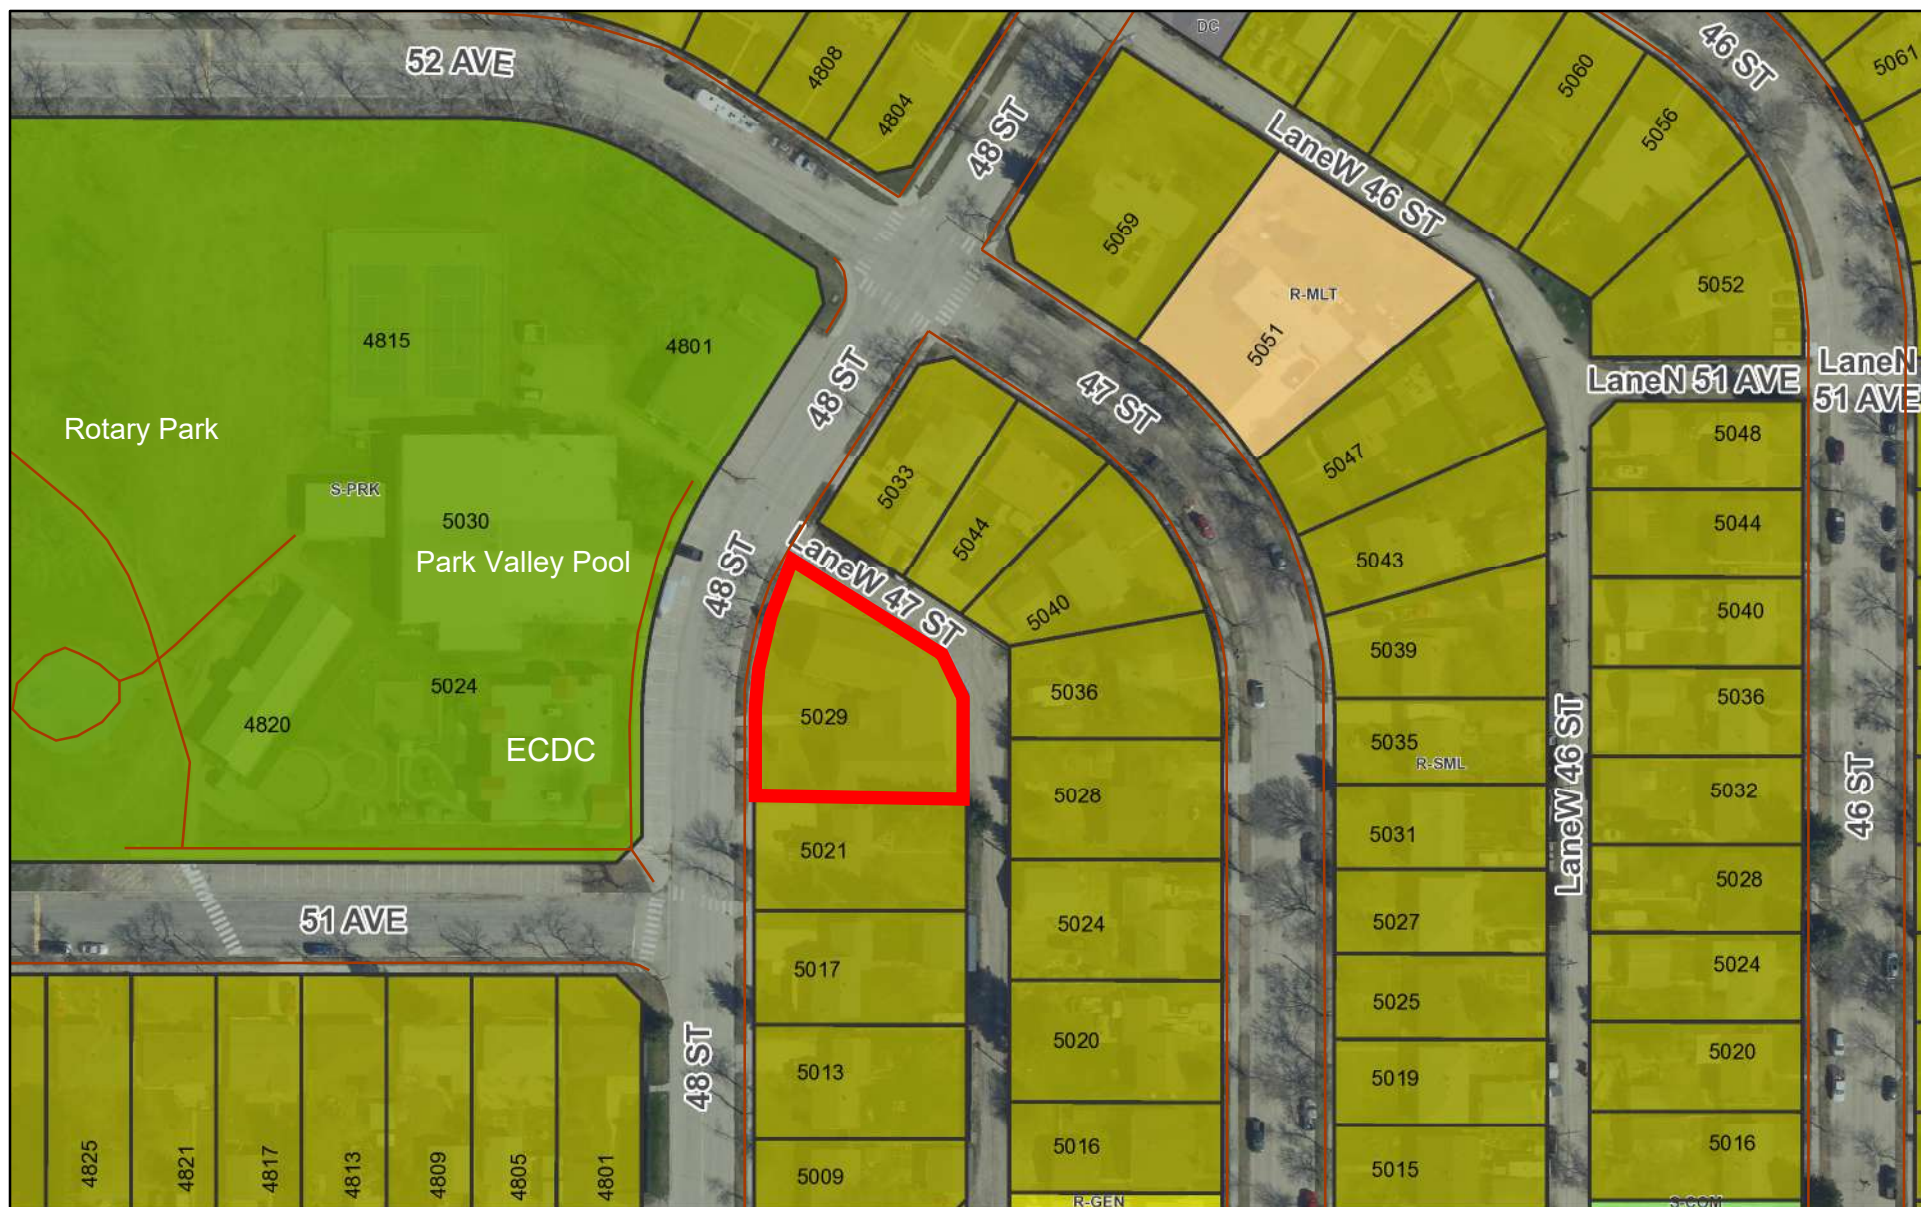 DC
46 ST
5061
52 AVE
4808
4804
48 ST
5060
5056
LaneW 46 ST
5059
R-MLT
5051
5052
4815
4801
48 ST
47 ST
LaneN 51 AVE
LaneN
51 AVE
Rotary Park
S-PRK
5030
Park Valley Pool
5033
5044
5040
5047
5043
5048
5044
5040
48 ST
LaneW 47 ST
5024
4820
ECDC
5029
5036
5028
5039
5035
R-SML
5031
5036
5032
5028
LaneW 46 ST
46 ST
5021
51 AVE
5017
5024
5027
5024
5013
5020
5025
5019
5020
48 ST
4825
4821
4817
4813
4809
4805
4801
5009
5016
5015
5016
R-GEN
S-COM